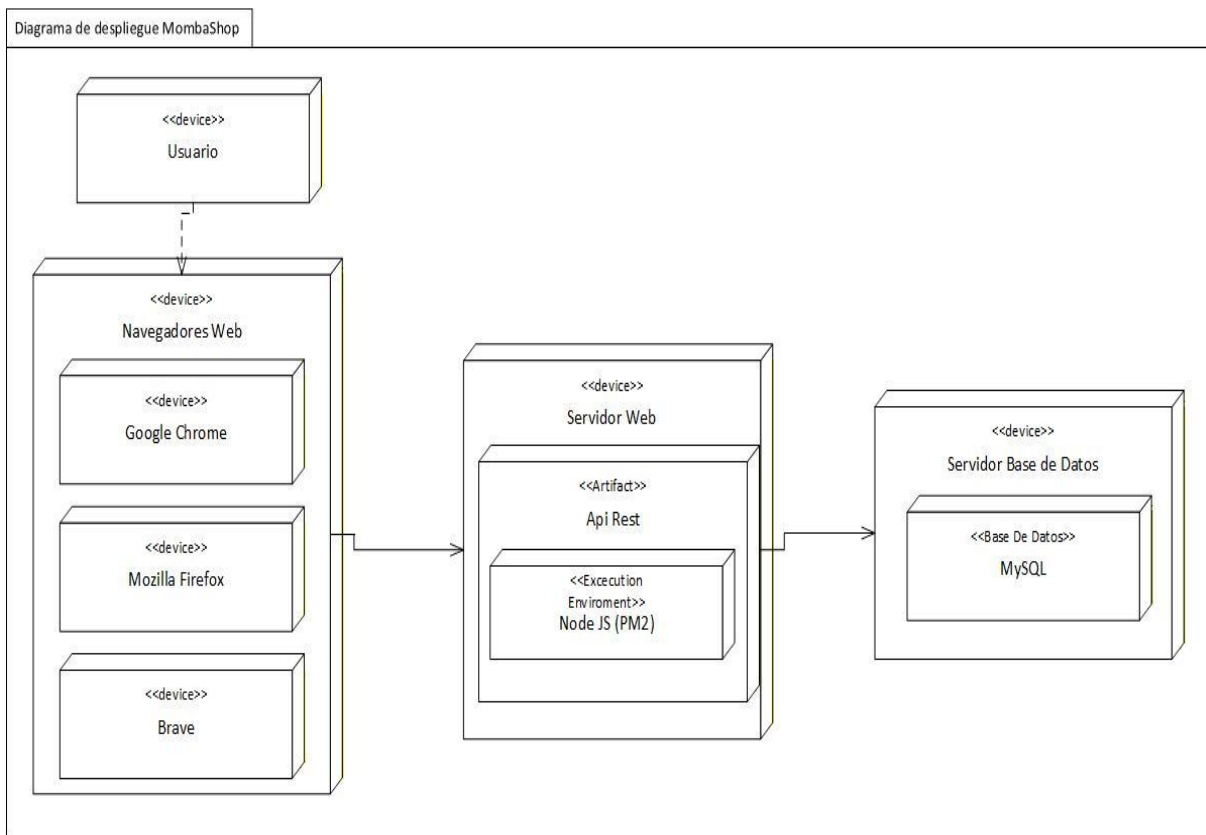 Diagrama de despliegue MombaShop
<<device>>
Usuario
<<device>>
Navegadores Web
<<device>>
Google Chrome
<<device>>
Mozilla Firefox
<<device>>
Brave
<<device>>
Servidor Web
<<Artifact>>
Api Rest
<<Excecution
Enviroment>>
Node JS (PM2)
<<device>>
Servidor Base de Datos
<<Base De Datos>>
MySQL